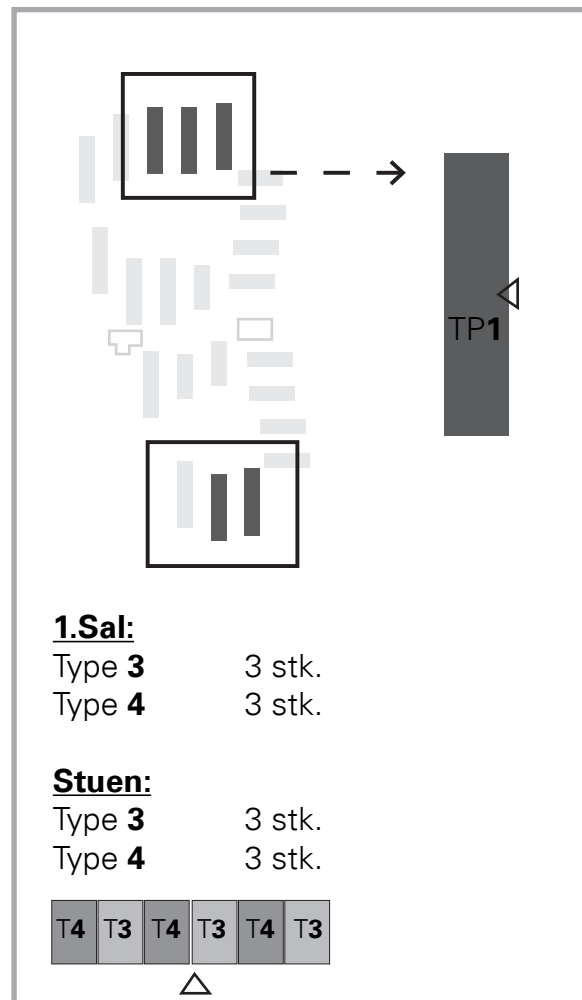 TP1
1.Sal:
Type 3 3 stk.
Type 4 3 stk.
Stuen:
Type 3 3 stk.
Type 4 3 stk.
T4 T3 T4 T3 T4 T3